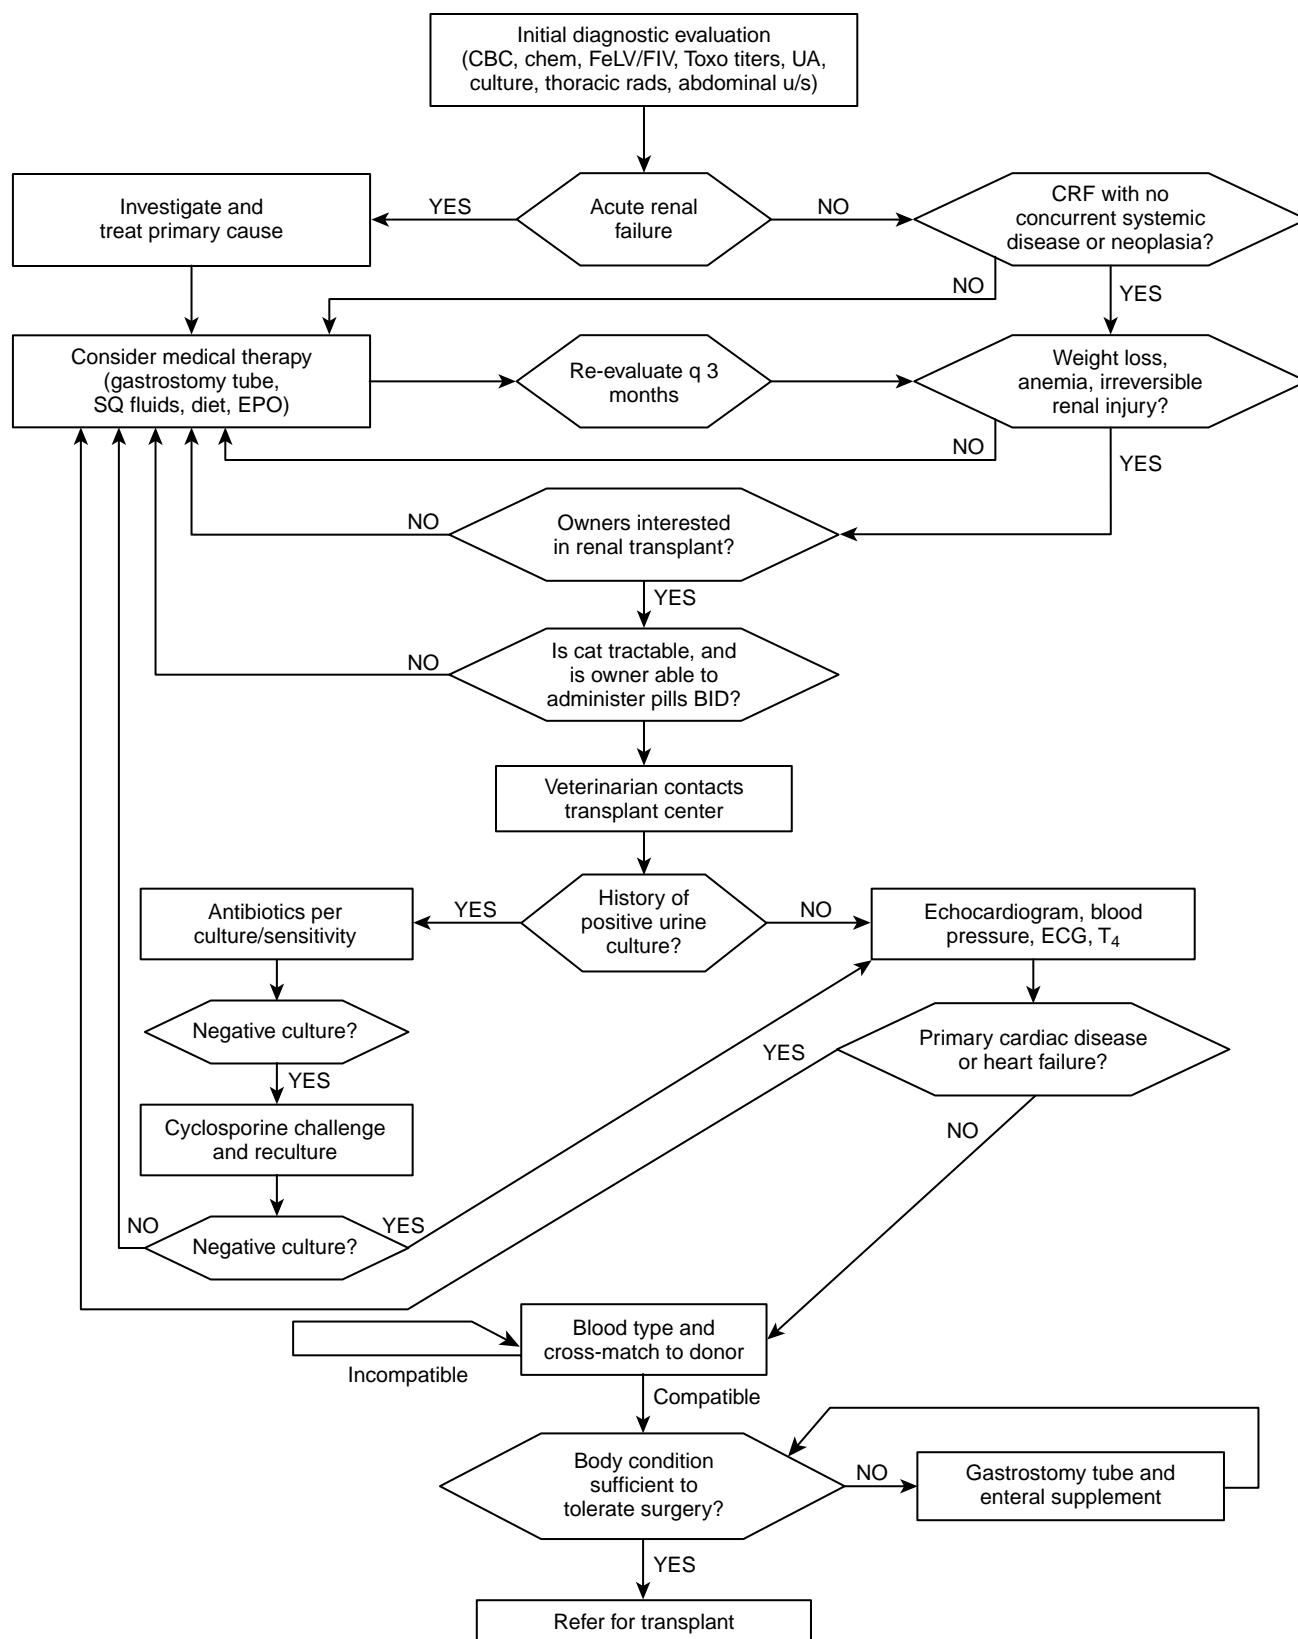 Initial diagnostic evaluation
(CBC, chem, FeLV/FIV, Toxo titers, UA,
culture, thoracic rads, abdominal u/s)
Investigate and
treat primary cause
YES
Acute renal
failure
NO
CRF with no
concurrent systemic
disease or neoplasia?
NO
YES
Consider medical therapy
(gastrostomy tube,
SQ fluids, diet, EPO)
Re-evaluate q 3
months
Weight loss,
anemia, irreversible
renal injury?
NO
YES
NO
Owners interested
in renal transplant?
YES
NO
Is cat tractable, and
is owner able to
administer pills BID?
Veterinarian contacts
transplant center
Antibiotics per
culture/sensitivity
YES
History of
positive urine
culture?
NO
Echocardiogram, blood
pressure, ECG, T4
Negative culture?
YES
Primary cardiac disease
or heart failure?
YES
Cyclosporine challenge
and reculture
NO
NO
Negative culture?
YES
Blood type and
cross-match to donor
Incompatible
Compatible
Body condition
sufficient to
tolerate surgery?
NO
Gastrostomy tube and
enteral supplement
YES
Refer for transplant